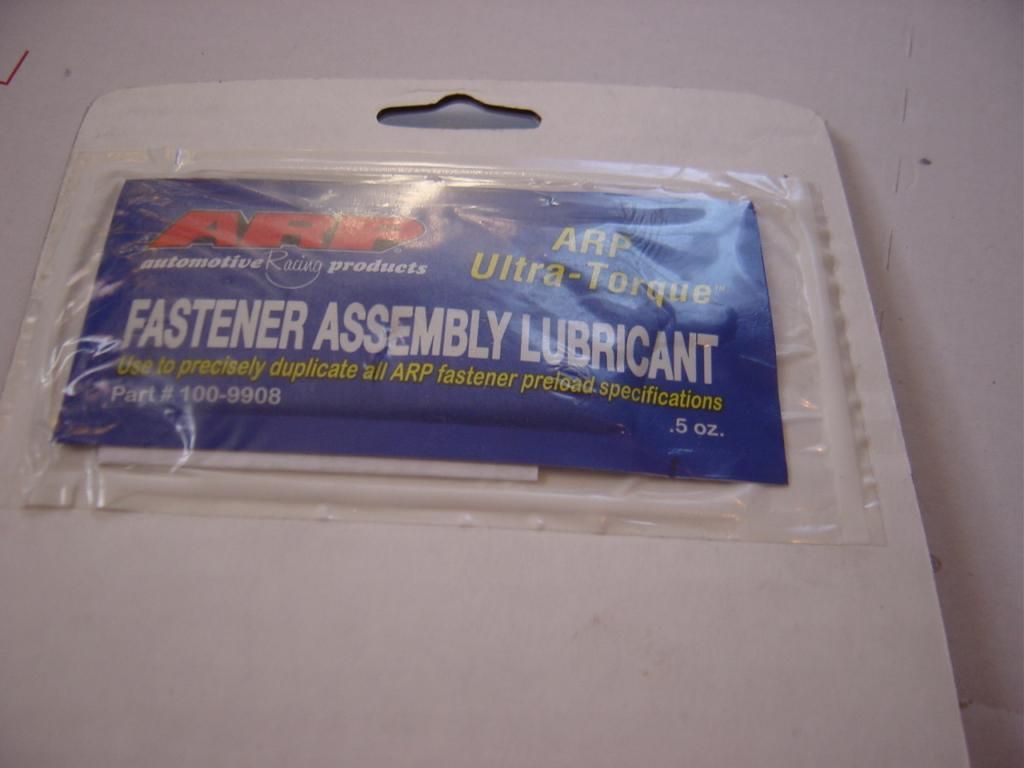 ARP
automotive Racing products
ARP
Ultra-Torque™
FASTENER ASSEMBLY LUBRICANT
Use to precisely duplicate all ARP fastener preload specifications
Part # 100-9908
.5 oz.